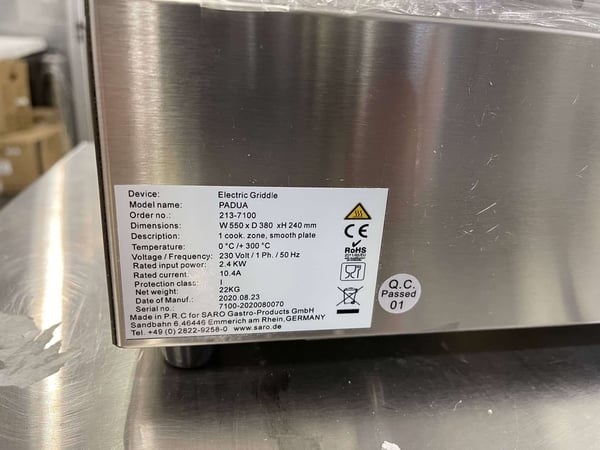 Device: Electric Griddle
Model name: PADUA
Order no.: 213-7100
Dimensions: W 550 x D 380 xH 240 mm
Description: 1 cook. zone, smooth plate
Temperature: 0 °C /+ 300 °C
Voltage / Frequency: 230 Volt / 1 Ph. / 50 Hz
Rated input power: 2.4 KW
Rated current: 10.4A
Protection class: I
Net weight: 22KG
Date of Manuf.: 2020.08.23
Serial no.: 7100-2020080070
Made in P.R.C for SARO Gastro-Products GmbH
Sandbahn 6,46446 Emmerich am Rhein,GERMANY
Tel. +49 (0) 2822-9258-0 www.saro.de
CE
RoHS
2011/65/EU
Q.C.
Passed
01